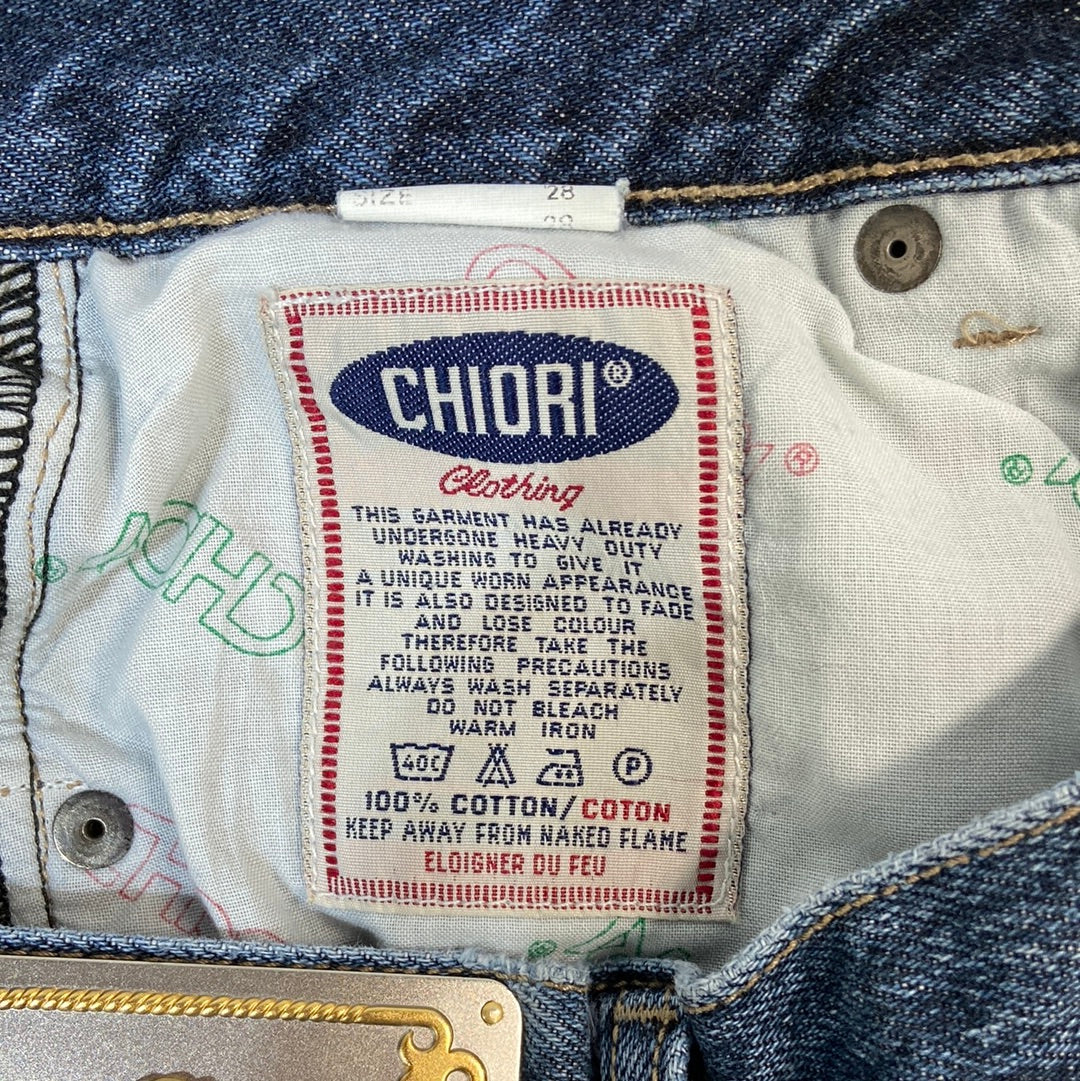 SIZE 28
CHIORI®
Clothing
THIS GARMENT HAS ALREADY
UNDERGONE HEAVY DUTY
WASHING TO GIVE IT
A UNIQUE WORN APPEARANCE
IT IS ALSO DESIGNED TO FADE
AND LOSE COLOUR
THEREFORE TAKE THE
FOLLOWING PRECAUTIONS
ALWAYS WASH SEPARATELY
DO NOT BLEACH
WARM IRON
40C P
100% COTTON/COTON
KEEP AWAY FROM NAKED FLAME
ELOIGNER DU FEU